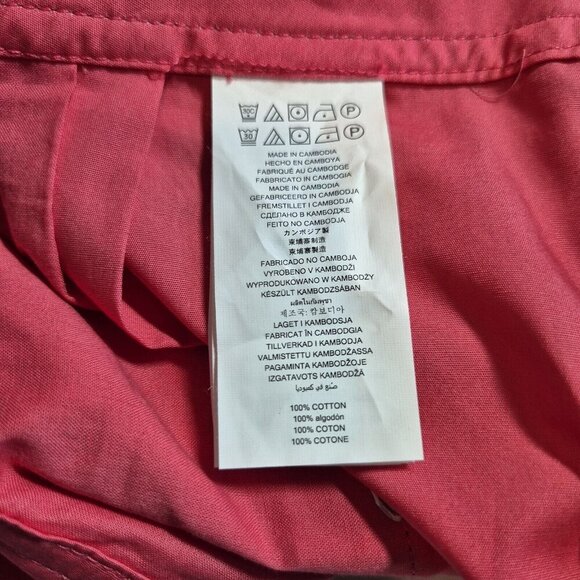 30C P
30 P
MADE IN CAMBODIA
HECHO EN CAMBOYA
FABRIQUÉ AU CAMBODGE
FABBRICATO IN CAMBOGIA
MADE IN CAMBODIA
GEFABRICEERD IN CAMBODJA
FREMSTILLET I CAMBODJA
СДЕЛАНО В КАМБОДЖЕ
FEITO NO CAMBODJA
カンボジア製
柬埔寨制造
柬埔寨製造
FABRICADO NO CAMBOJA
VYROBENO V KAMBODŽI
WYPRODUKOWANO W KAMBODŻY
KÉSZÜLT KAMBODZSÁBAN
ผลิตในกัมพูชา
제조국: 캄보디아
LAGET I KAMBODSJA
FABRICAT ÎN CAMBODGIA
TILLVERKAD I KAMBODJA
VALMISTETTU KAMBODŽASSA
PAGAMINTA KAMBODŽOJE
IZGATAVOTS KAMBODŽĀ
صنع في كمبوديا
100% COTTON
100% algodón
100% COTON
100% COTONE